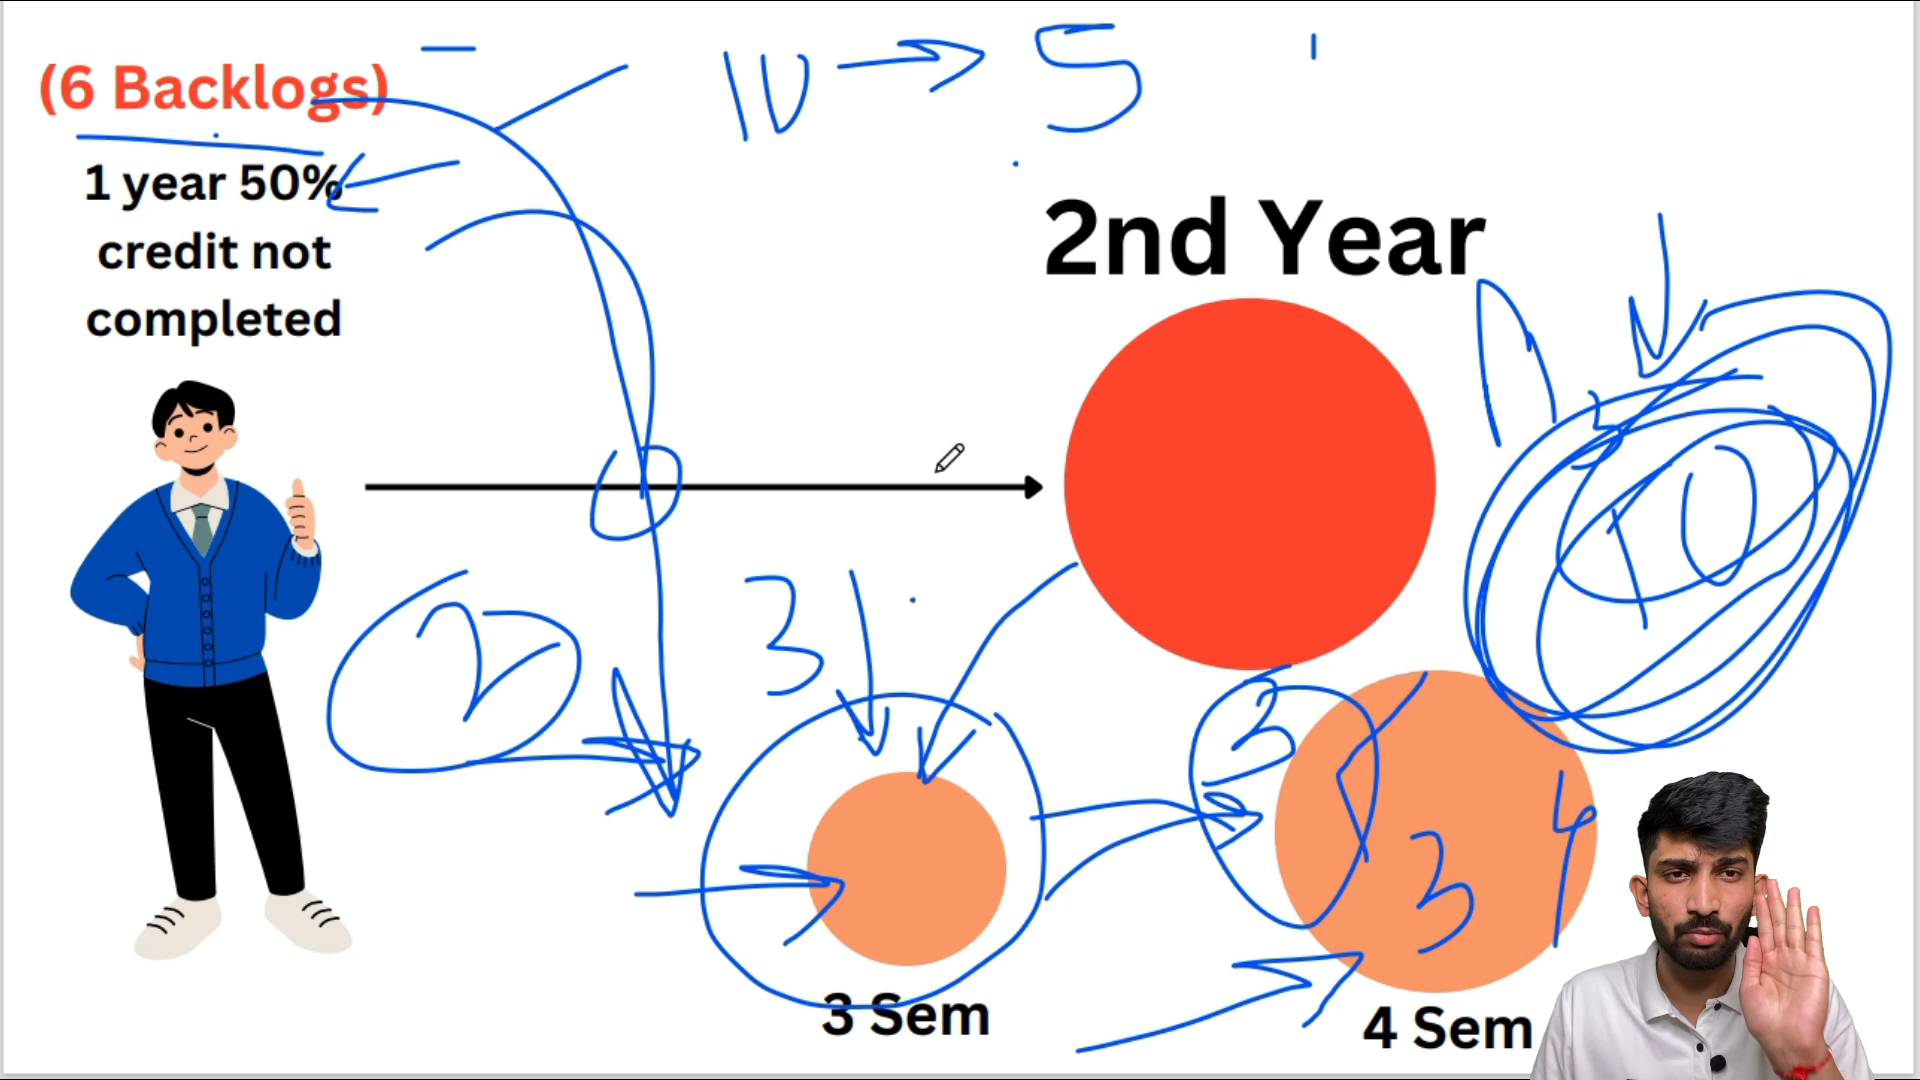 (6 Backlogs)
1 year 50%
credit not
completed
10 → 5
2nd Year
10
2
3
3
3
4
3 Sem
4 Sem